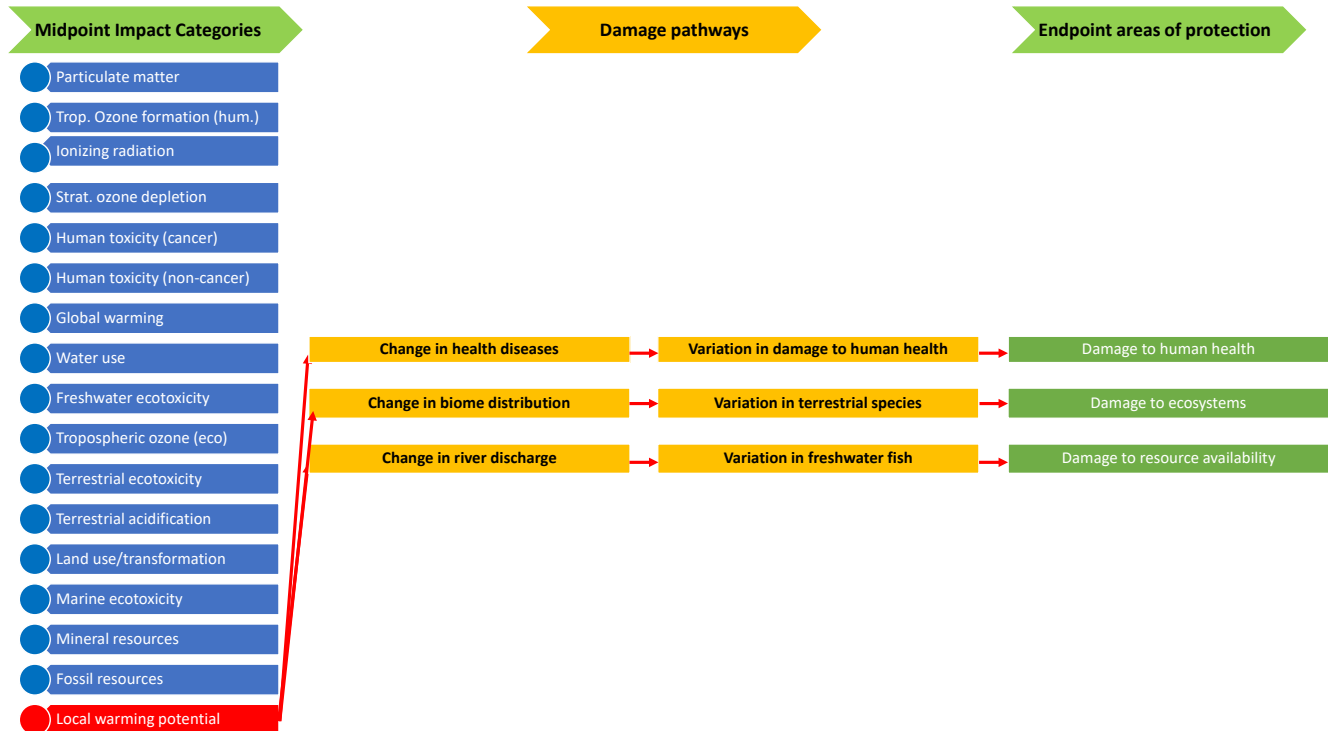 Midpoint Impact Categories
Damage pathways
Endpoint areas of protection
Particulate matter
Trop. Ozone formation (hum.)
Ionizing radiation
Strat. ozone depletion
Human toxicity (cancer)
Human toxicity (non-cancer)
Global warming
Water use
Freshwater ecotoxicity
Tropospheric ozone (eco)
Terrestrial ecotoxicity
Terrestrial acidification
Land use/transformation
Marine ecotoxicity
Mineral resources
Fossil resources
Local warming potential
Change in health diseases
Variation in damage to human health
Damage to human health
Change in biome distribution
Variation in terrestrial species
Damage to ecosystems
Change in river discharge
Variation in freshwater fish
Damage to resource availability